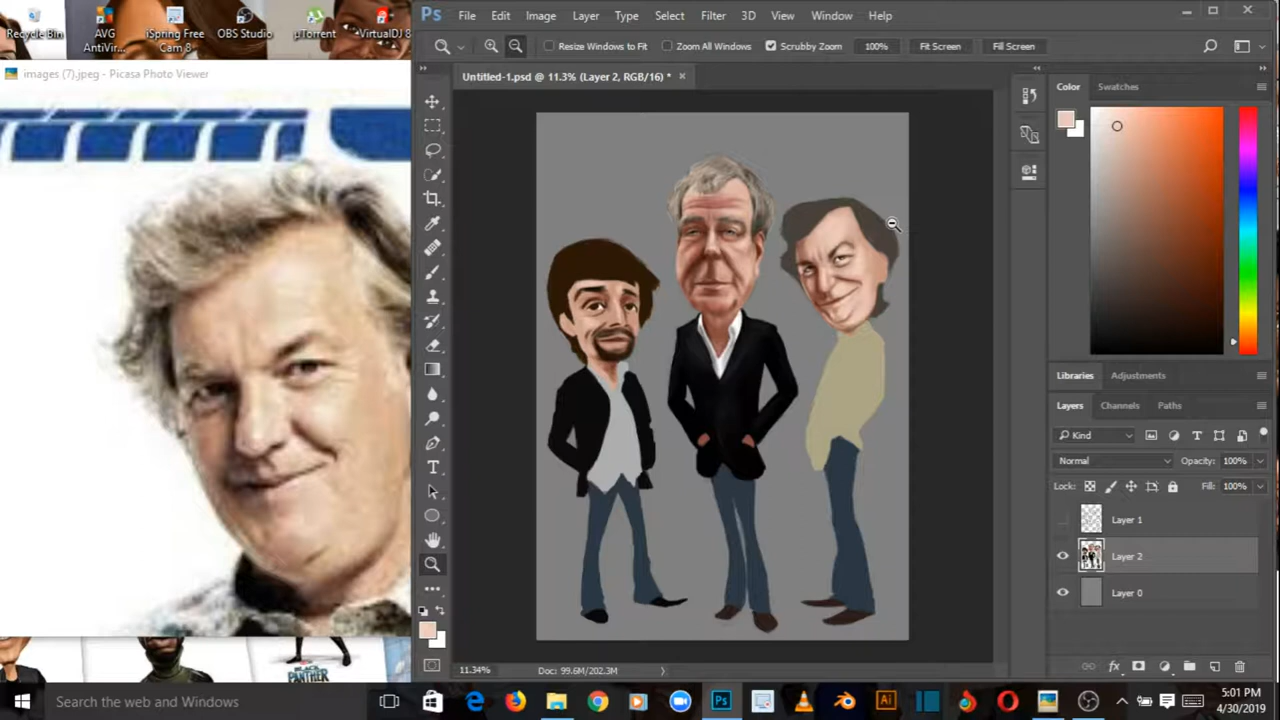 Recycle Bin
AVG
AntiVir...
iSpring Free
Cam 8
OBS Studio
µTorrent
VirtualDJ 8
images (7).jpeg - Picasa Photo Viewer
BLACK
PANTHER
Ps File Edit Image Layer Type Select Filter 3D View Window Help
Resize Windows to Fit Zoom All Windows Scrubby Zoom 100% Fit Screen Fill Screen
Untitled-1.psd @ 11.3% (Layer 2, RGB/16) *
Color Swatches
Libraries Adjustments
Layers Channels Paths
Kind
Normal Opacity: 100%
Lock: Fill: 100%
Layer 1
Layer 2
Layer 0
fx
11.34% Doc: 99.6M/202.3M
Search the web and Windows
Ps
Ai
5:01 PM
4/30/2019